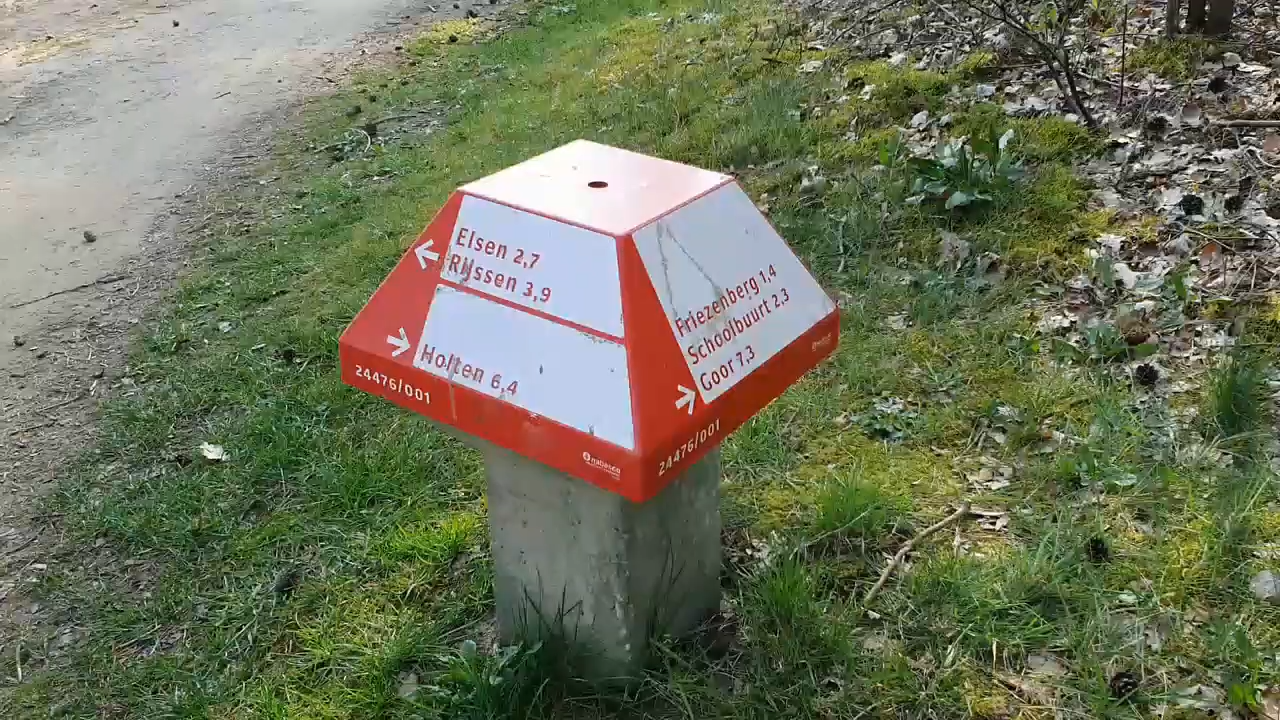 Elsen 2,7
Rijssen 3,9
Holten 6,4
24476/001
Friezenberg 1,4
Schoolbuurt 2,3
Goor 7,3
24476/001